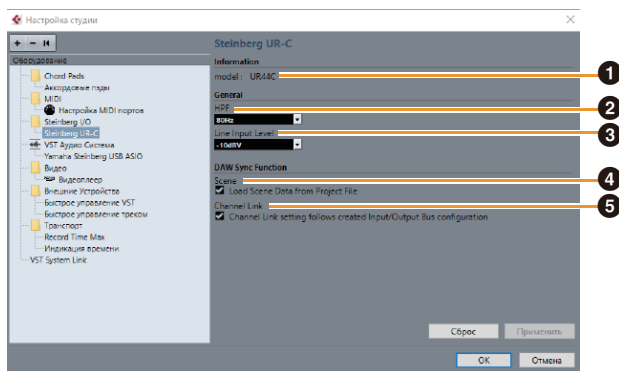 Настройка студии
Оборудование
Chord Pads
Аккордовые пэды
MIDI
Настройка MIDI портов
Steinberg I/O
Steinberg UR-C
VST Аудио Система
Yamaha Steinberg USB ASIO
Видео
Видеоплеер
Внешние Устройства
Быстрое управление VST
Быстрое управление треком
Транспорт
Record Time Max
Индикация времени
VST System Link
Steinberg UR-C
Information
model : UR44C
1
General
HPF
2
80Hz
Line Input Level
3
-10dBV
DAW Sync Function
Scene
4
Load Scene Data from Project File
Channel Link
5
Channel Link setting follows created Input/Output Bus configuration
Сброс
Применить
OK
Отмена